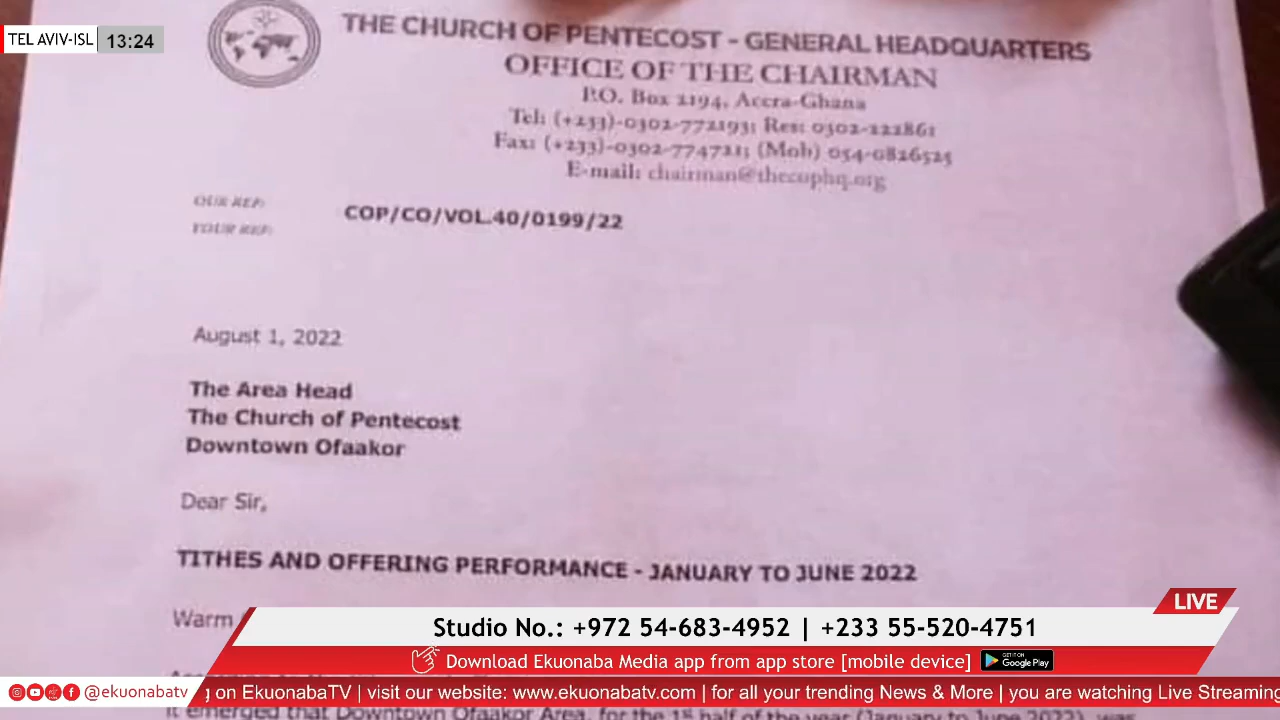 TEL AVIV-ISL 13:24
THE CHURCH OF PENTECOST - GENERAL HEADQUARTERS
OFFICE OF THE CHAIRMAN
P.O. Box 2194, Accra-Ghana
Tel: (+233)-0302-772193; Res: 0302-222861
Fax: (+233)-0302-774721; (Mob) 054-0826525
E-mail: chairman@thecophq.org
OUR REF:
COP/CO/VOL.40/0199/22
YOUR REF:
August 1, 2022
The Area Head
The Church of Pentecost
Downtown Ofaakor
Dear Sir,
TITHES AND OFFERING PERFORMANCE - JANUARY TO JUNE 2022
Warm
LIVE
Studio No.: +972 54-683-4952 | +233 55-520-4751
Download Ekuonaba Media app from app store [mobile device]
GET IT ON
Google Play
@ekuonabatv
on EkuonabaTV | visit our website: www.ekuonabatv.com | for all your trending News & More | you are watching Live Streaming
it emerged that Downtown Ofaakor Area, for the 1st half of the year (January to June 2022), was